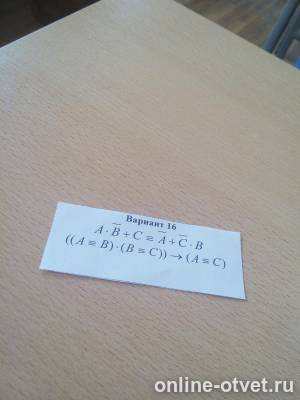 Вариант 16
A · B̅ + C ≡ A̅ + C̅ · B
((A ≡ B) · (B ≡ C)) → (A ≡ C)
online-otvet.ru